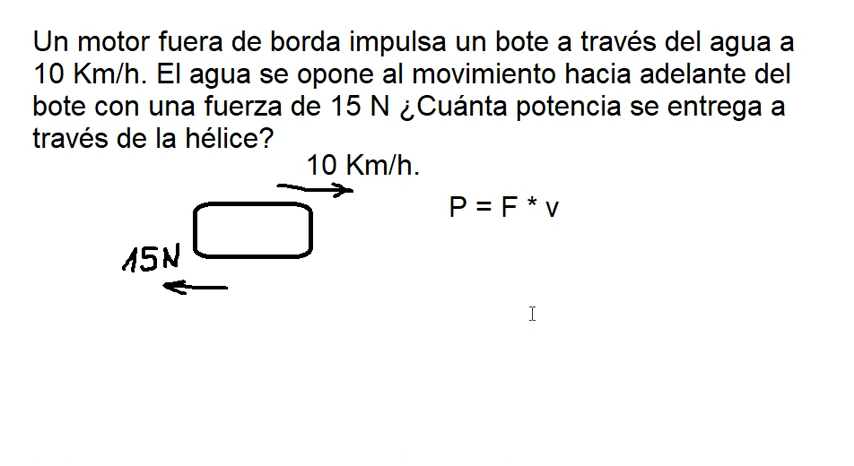 Un motor fuera de borda impulsa un bote a través del agua a
10 Km/h. El agua se opone al movimiento hacia adelante del
bote con una fuerza de 15 N ¿Cuánta potencia se entrega a
través de la hélice?
10 Km/h.
P = F * v
15N